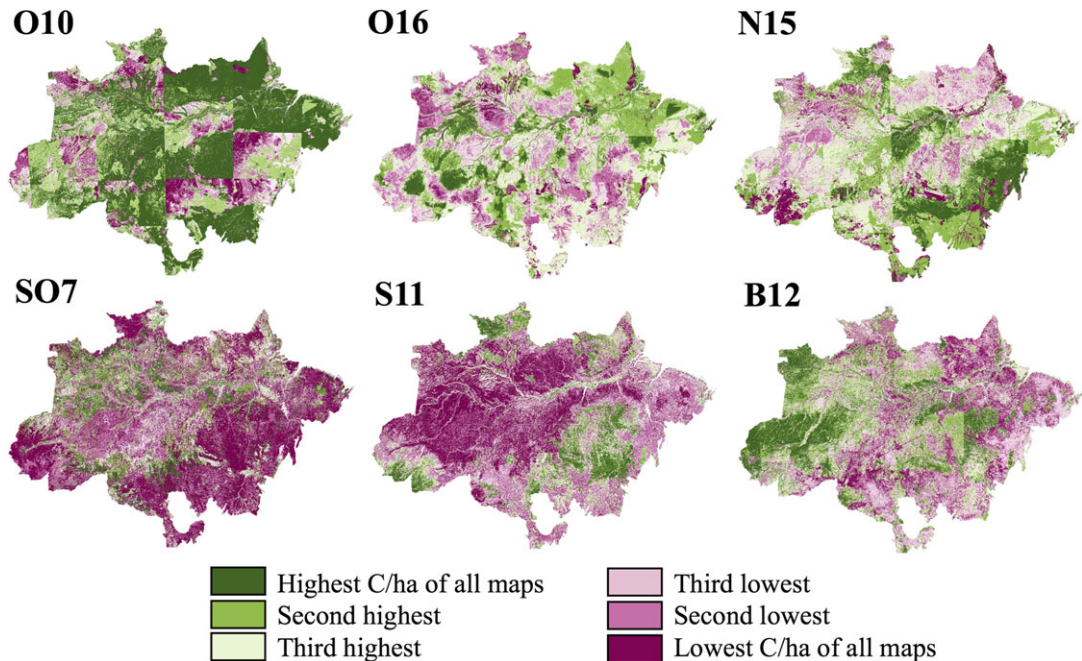 O10
O16
N15
SO7
S11
B12
Highest C/ha of all maps
Second highest
Third highest
Third lowest
Second lowest
Lowest C/ha of all maps